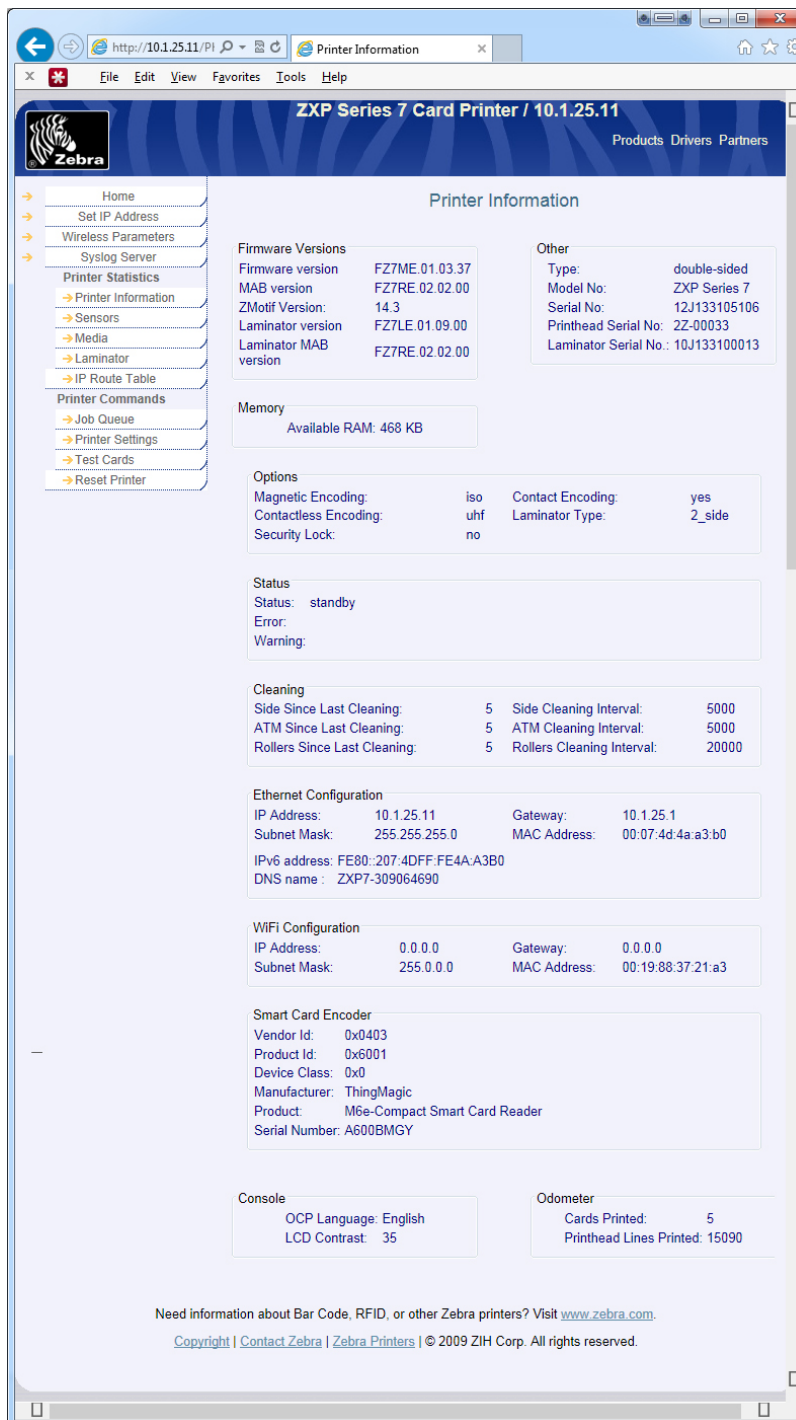 http://10.1.25.11/PI
Printer Information
File Edit View Favorites Tools Help
ZXP Series 7 Card Printer / 10.1.25.11
Zebra
Products Drivers Partners
Home
Set IP Address
Wireless Parameters
Syslog Server
Printer Statistics
Printer Information
Sensors
Media
Laminator
IP Route Table
Printer Commands
Job Queue
Printer Settings
Test Cards
Reset Printer
Printer Information
Firmware Versions
Firmware version FZ7ME.01.03.37
MAB version FZ7RE.02.02.00
ZMotif Version: 14.3
Laminator version FZ7LE.01.09.00
Laminator MAB
version FZ7RE.02.02.00
Other
Type: double-sided
Model No: ZXP Series 7
Serial No: 12J133105106
Printhead Serial No: 2Z-00033
Laminator Serial No.: 10J133100013
Memory
Available RAM: 468 KB
Options
Magnetic Encoding: iso Contact Encoding: yes
Contactless Encoding: uhf Laminator Type: 2_side
Security Lock: no
Status
Status: standby
Error:
Warning:
Cleaning
Side Since Last Cleaning: 5 Side Cleaning Interval: 5000
ATM Since Last Cleaning: 5 ATM Cleaning Interval: 5000
Rollers Since Last Cleaning: 5 Rollers Cleaning Interval: 20000
Ethernet Configuration
IP Address: 10.1.25.11 Gateway: 10.1.25.1
Subnet Mask: 255.255.255.0 MAC Address: 00:07:4d:4a:a3:b0
IPv6 address: FE80::207:4DFF:FE4A:A3B0
DNS name : ZXP7-309064690
WiFi Configuration
IP Address: 0.0.0.0 Gateway: 0.0.0.0
Subnet Mask: 255.0.0.0 MAC Address: 00:19:88:37:21:a3
Smart Card Encoder
Vendor Id: 0x0403
Product Id: 0x6001
Device Class: 0x0
Manufacturer: ThingMagic
Product: M6e-Compact Smart Card Reader
Serial Number: A600BMGY
Console
OCP Language: English
LCD Contrast: 35
Odometer
Cards Printed: 5
Printhead Lines Printed: 15090
Need information about Bar Code, RFID, or other Zebra printers? Visit www.zebra.com.
Copyright | Contact Zebra | Zebra Printers | © 2009 ZIH Corp. All rights reserved.